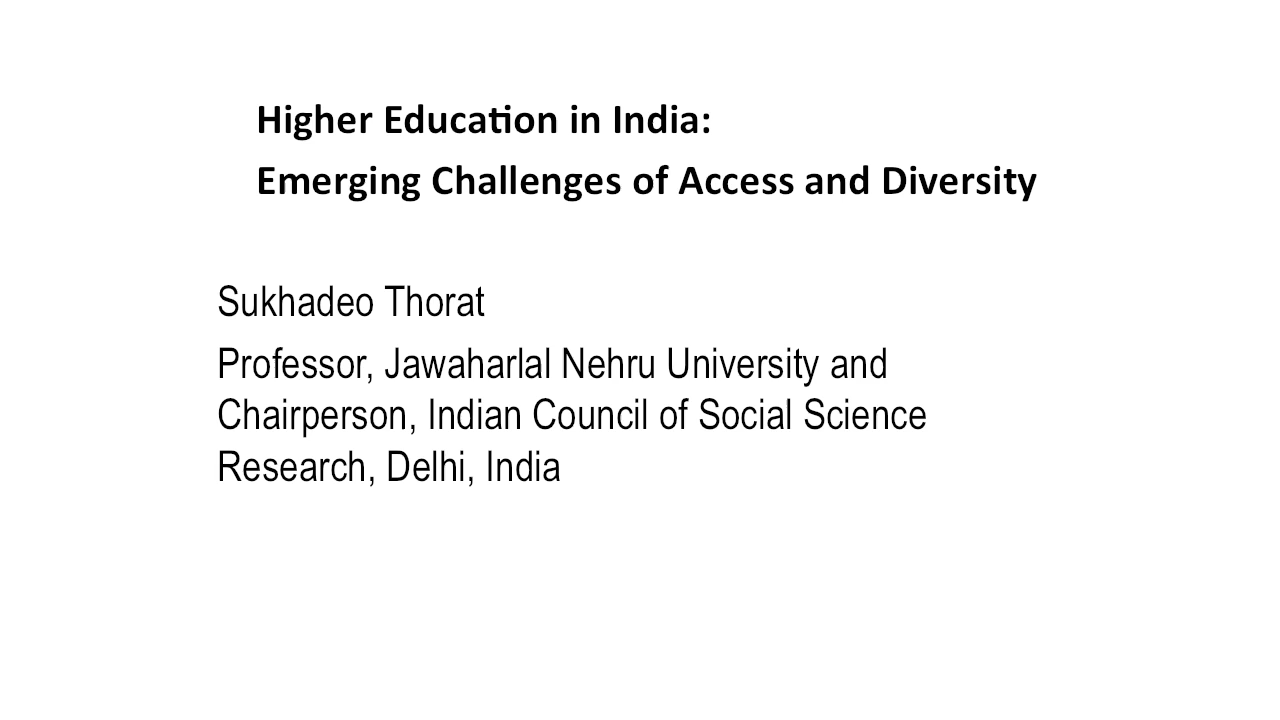 Higher Education in India:
Emerging Challenges of Access and Diversity
Sukhadeo Thorat
Professor, Jawaharlal Nehru University and
Chairperson, Indian Council of Social Science
Research, Delhi, India